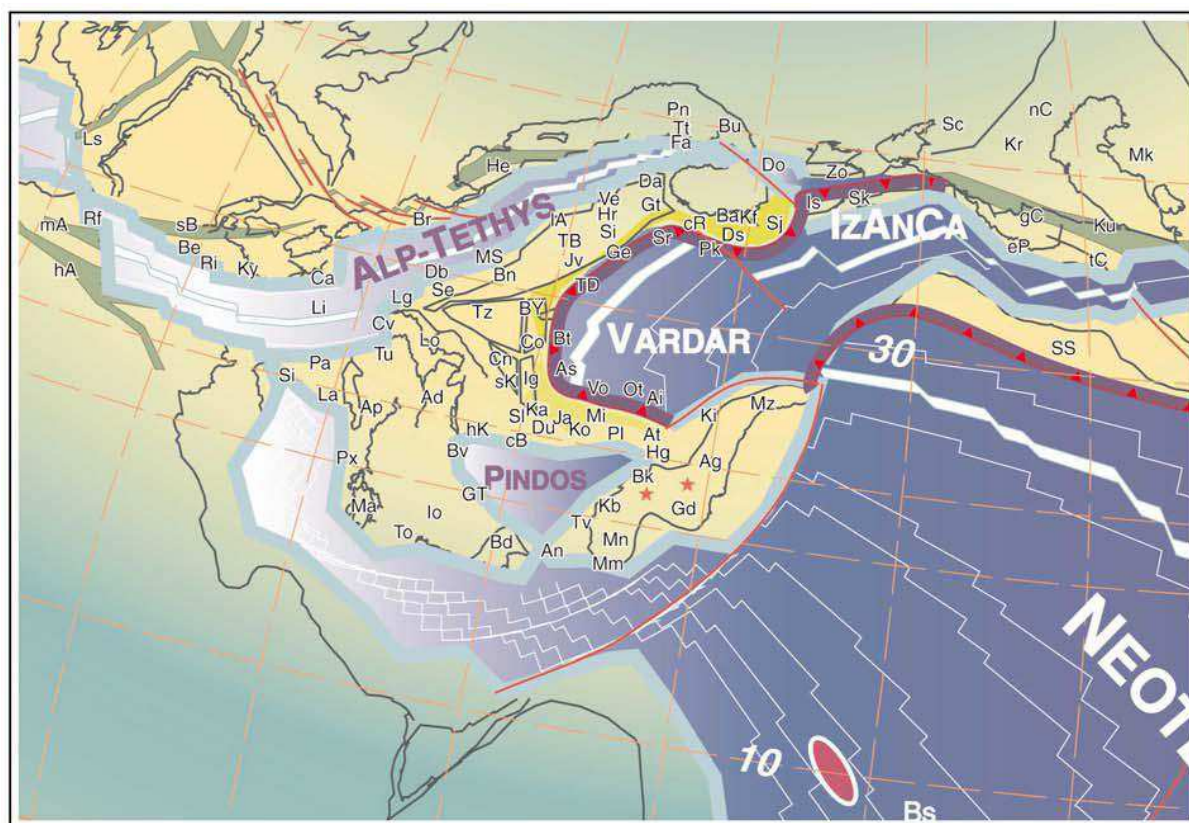 Pn
Tt
Fa
Bu
Sc
nC
Kr
Mk
Ls
He
Do
Zo
Da
Is
Sk
Gt
Vé
Hr
Si
IA
TB
Jv
Ge
cR
Ba
Kf
Ds
Sj
Sr
Pk
IZANCA
gC
Ku
eP
tC
mA
Rf
sB
Br
Be
Ri
Ky
hA
Ca
ALP-TETHYS
MS
Bn
Db
Se
Li
Lg
TD
Tz
BY
Cv
Tu
Lo
Co
Bt
VARDAR
30
SS
Pa
Si
La
Cn
sK
Ig
As
Ap
Ad
Vo
Ot
Ai
Ki
Mz
Sl
Ka
Du
Ja
Ko
Mi
Pl
At
hK
cB
Bv
Hg
Px
PINDOS
Bk
Ag
GT
Ma
Io
Kb
Gd
To
Tv
Bd
An
Mn
Mm
NEOTE
10
Bs